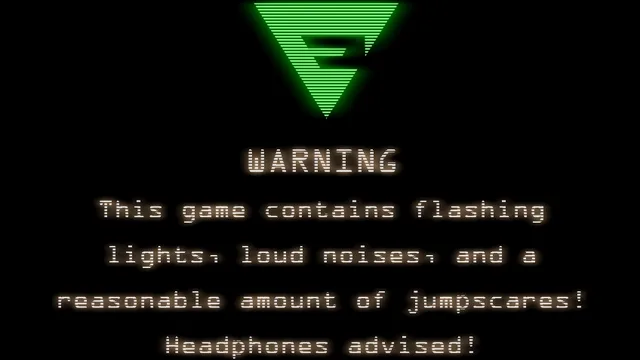 WARNING
This game contains flashing
lights, loud noises, and a
reasonable amount of jumpscares!
Headphones advised!